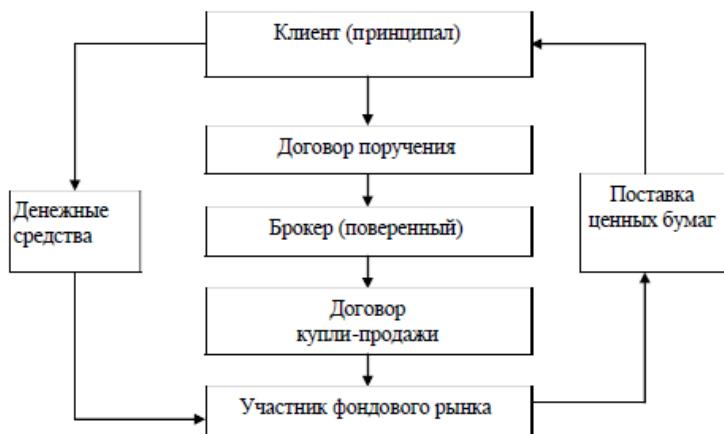 Клиент (принципал)
Договор поручения
Денежные
средства
Поставка
ценных бумаг
Брокер (поверенный)
Договор
купли-продажи
Участник фондового рынка